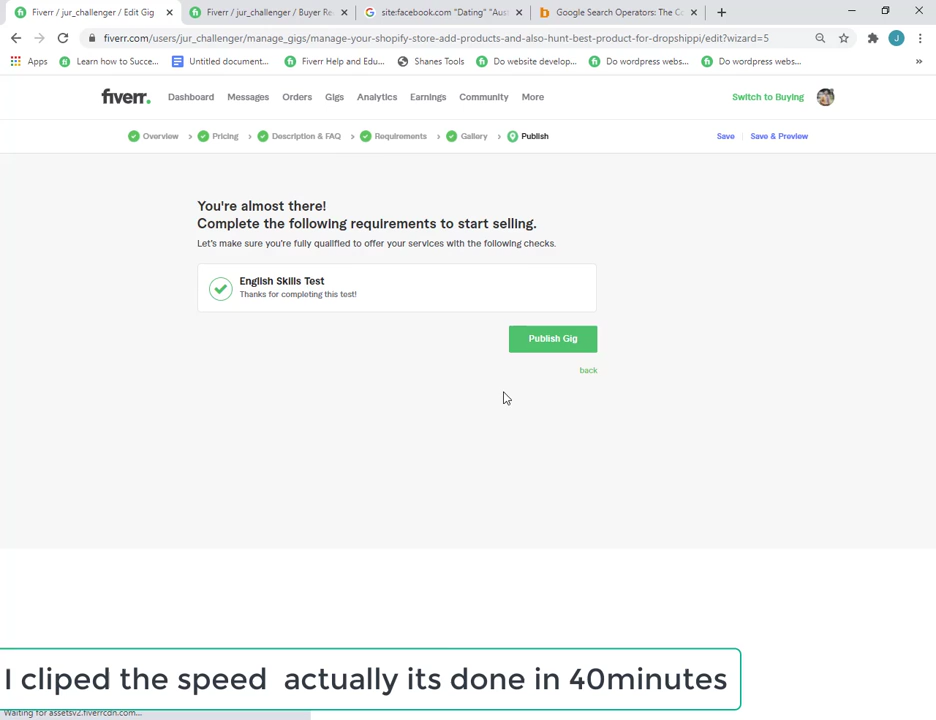 Fiverr / jur_challenger / Edit Gig
Fiverr / jur_challenger / Buyer Re
site:facebook.com "Dating" "Aust
Google Search Operators: The Co
fiverr.com/users/jur_challenger/manage_gigs/manage-your-shopify-store-add-products-and-also-hunt-best-product-for-dropshippi/edit?wizard=5
Apps
Learn how to Succe...
Untitled document...
Fiverr Help and Edu...
Shanes Tools
Do website develop...
Do wordpress webs...
Do wordpress webs...
»
fiverr.
Dashboard
Messages
Orders
Gigs
Analytics
Earnings
Community
More
Switch to Buying
Overview
Pricing
Description & FAQ
Requirements
Gallery
Publish
Save
Save & Preview
You're almost there!
Complete the following requirements to start selling.
Let's make sure you're fully qualified to offer your services with the following checks.
English Skills Test
Thanks for completing this test!
Publish Gig
back
I cliped the speed actually its done in 40minutes
Waiting for assetsv2.fiverrcdn.com...